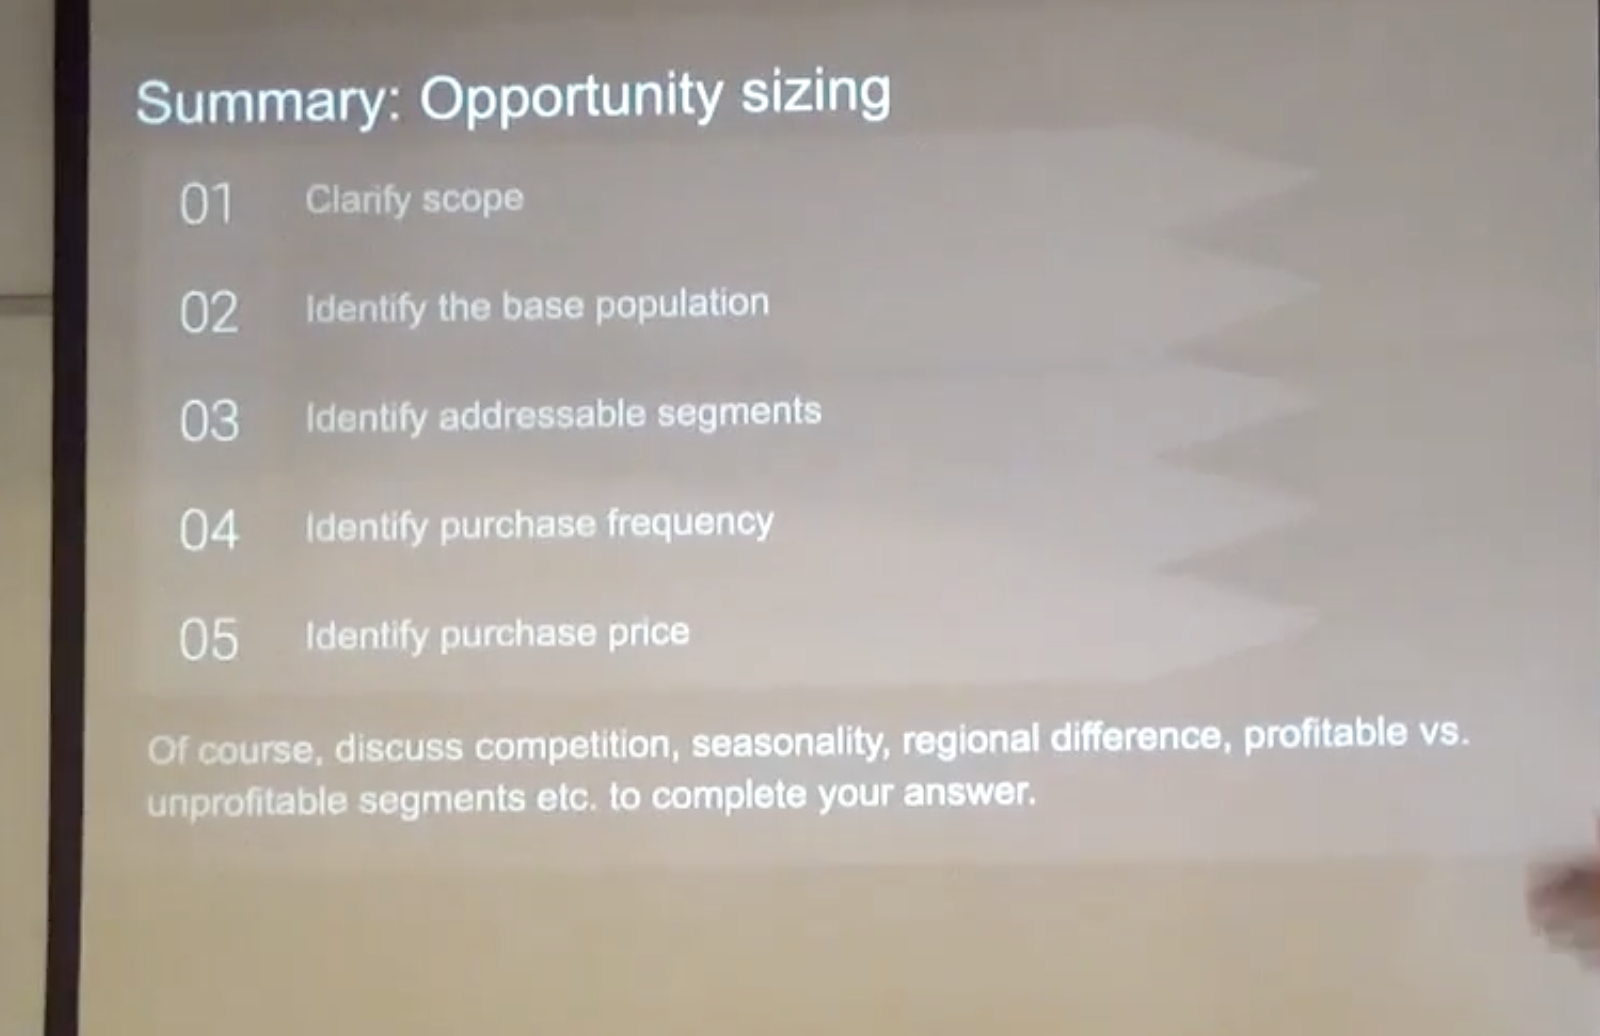 Summary: Opportunity sizing
01 Clarify scope
02 Identify the base population
03 Identify addressable segments
04 Identify purchase frequency
05 Identify purchase price
Of course, discuss competition, seasonality, regional difference, profitable vs.
unprofitable segments etc. to complete your answer.